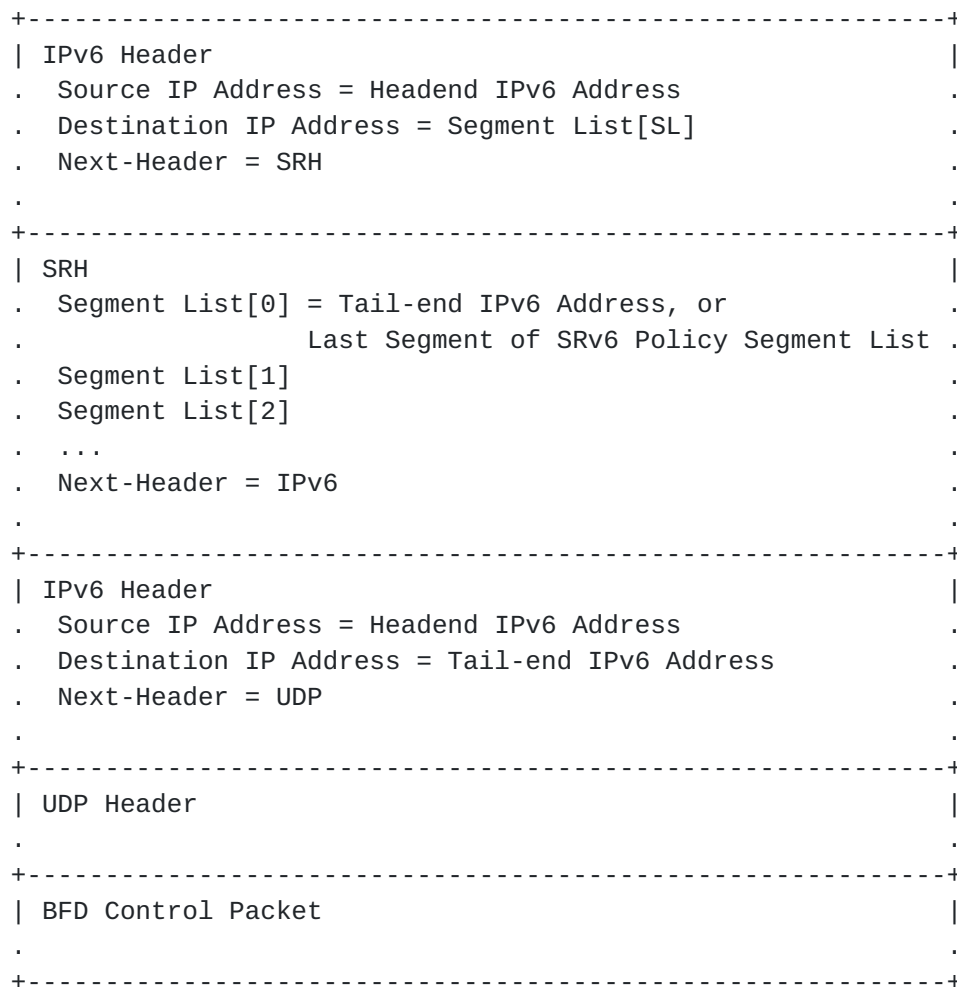 +-----------------------------------------------------------+
| IPv6 Header                                               |
.  Source IP Address = Headend IPv6 Address                 .
.  Destination IP Address = Segment List[SL]                .
.  Next-Header = SRH                                        .
.                                                           .
+-----------------------------------------------------------+
| SRH                                                       |
.  Segment List[0] = Tail-end IPv6 Address, or              .
.                  Last Segment of SRv6 Policy Segment List .
.  Segment List[1]                                          .
.  Segment List[2]                                          .
.  ...                                                      .
.  Next-Header = IPv6                                       .
.                                                           .
+-----------------------------------------------------------+
| IPv6 Header                                               |
.  Source IP Address = Headend IPv6 Address                 .
.  Destination IP Address = Tail-end IPv6 Address           .
.  Next-Header = UDP                                        .
.                                                           .
+-----------------------------------------------------------+
| UDP Header                                                |
.                                                           .
+-----------------------------------------------------------+
| BFD Control Packet                                        |
.                                                           .
+-----------------------------------------------------------+